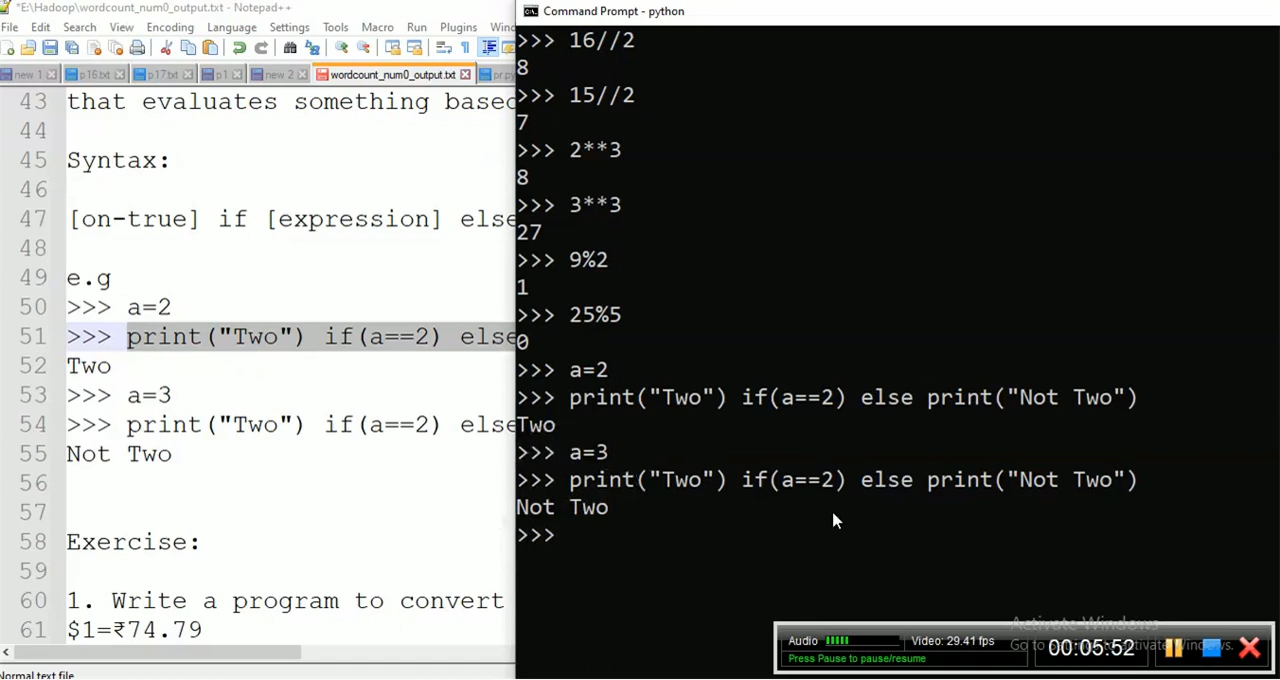 *E:\Hadoop\wordcount_num0_output.txt - Notepad++
File Edit Search View Encoding Language Settings Tools Macro Run Plugins Win
new 1 p16.txt p17.txt p1 new 2 wordcount_num0_output.txt pr.py
43 that evaluates something based
44
45 Syntax:
46
47 [on-true] if [expression] else
48
49 e.g
50 >>> a=2
51 >>> print("Two") if(a==2) else
52 Two
53 >>> a=3
54 >>> print("Two") if(a==2) else
55 Not Two
56
57
58 Exercise:
59
60 1. Write a program to convert
61 $1=₹74.79
Normal text file
Command Prompt - python
>>> 16//2
8
>>> 15//2
7
>>> 2**3
8
>>> 3**3
27
>>> 9%2
1
>>> 25%5
0
>>> a=2
>>> print("Two") if(a==2) else print("Not Two")
Two
>>> a=3
>>> print("Two") if(a==2) else print("Not Two")
Not Two
>>>
Activate Windows
Go to Settings to activate Windows.
Audio Video: 29.41 fps
Press Pause to pause/resume
00:05:52